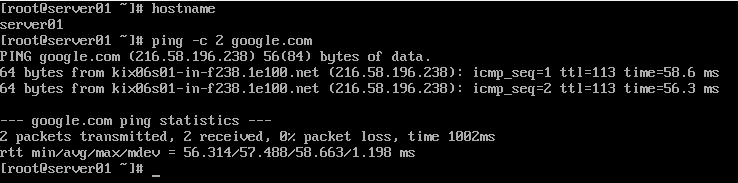 [root@server01 ~]# hostname
server01
[root@server01 ~]# ping -c 2 google.com
PING google.com (216.58.196.238) 56(84) bytes of data.
64 bytes from kix06s01-in-f238.1e100.net (216.58.196.238): icmp_seq=1 ttl=113 time=58.6 ms
64 bytes from kix06s01-in-f238.1e100.net (216.58.196.238): icmp_seq=2 ttl=113 time=56.3 ms

--- google.com ping statistics ---
2 packets transmitted, 2 received, 0% packet loss, time 1002ms
rtt min/avg/max/mdev = 56.314/57.488/58.663/1.198 ms
[root@server01 ~]# _